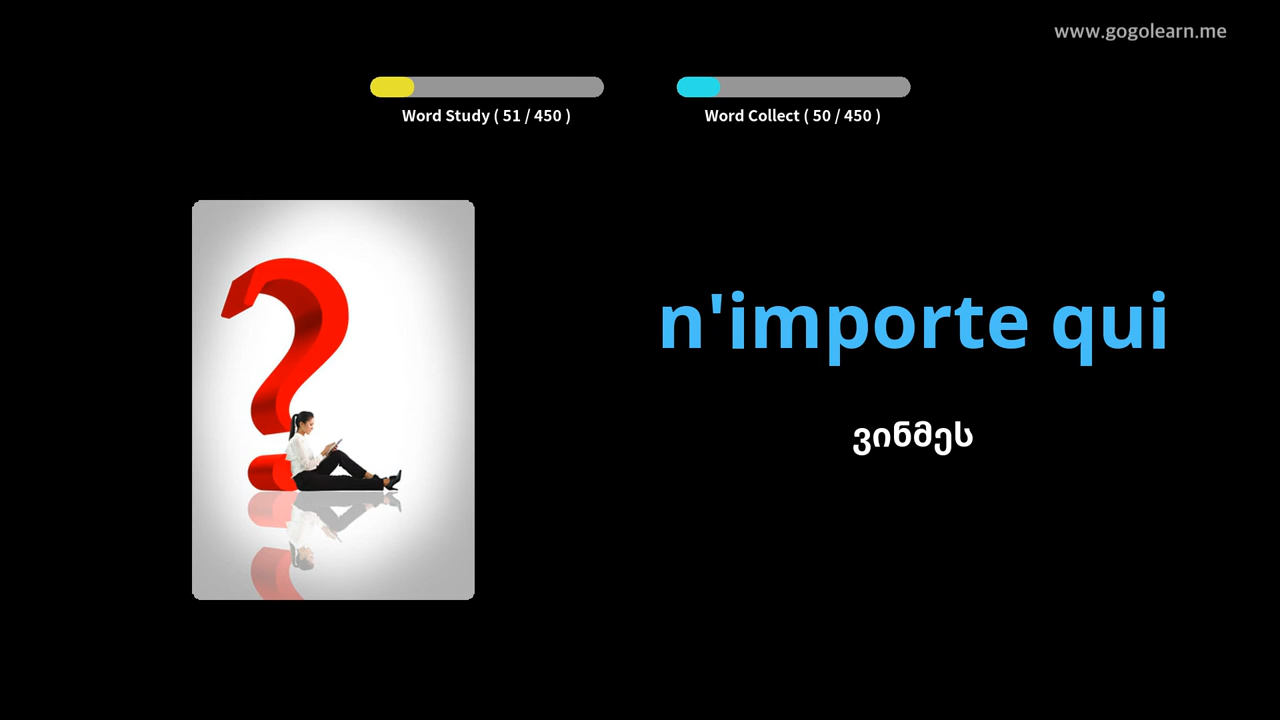 www.gogolearn.me
Word Study ( 51 / 450 )
Word Collect ( 50 / 450 )
n'importe qui
ვინმეს